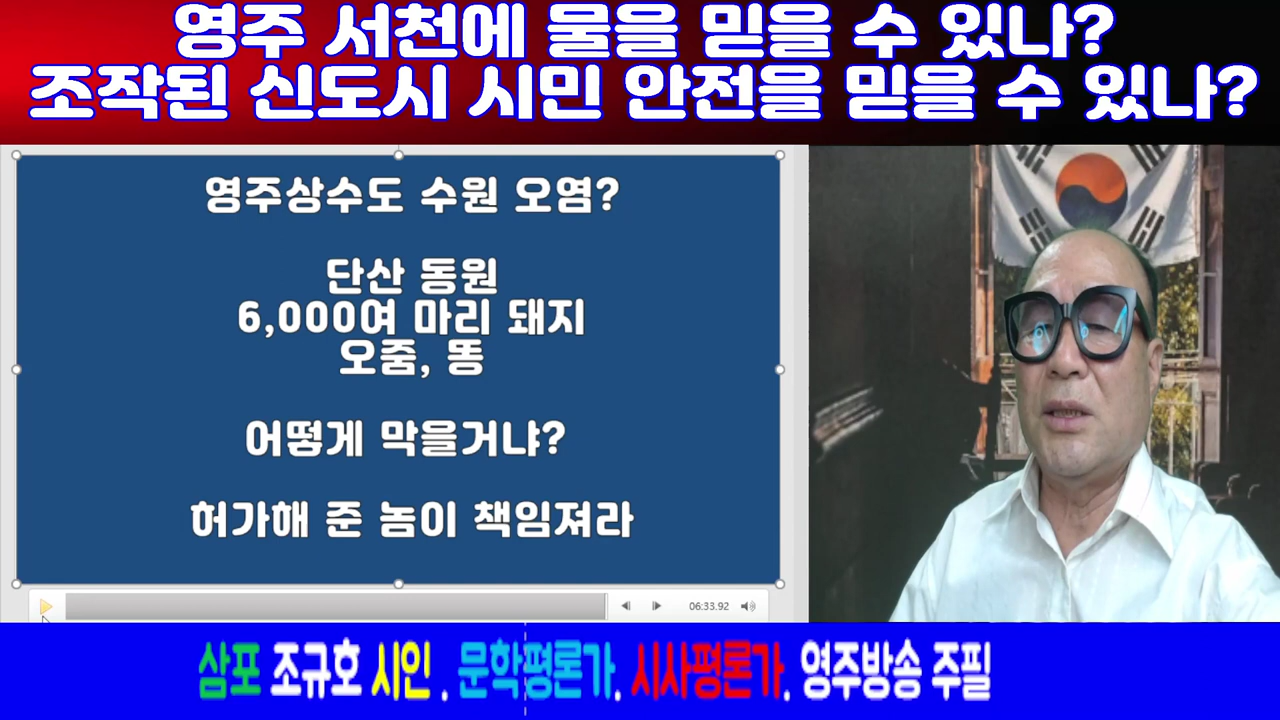 영주 서천에 물을 믿을 수 있나?
조작된 신도시 시민 안전을 믿을 수 있나?
영주상수도 수원 오염?
단산 동원
6,000여 마리 돼지
오줌, 똥
어떻게 막을거냐?
허가해 준 놈이 책임져라
06:33.92
삼포 조규호 시인 . 문학평론가. 시사평론가. 영주방송 주필